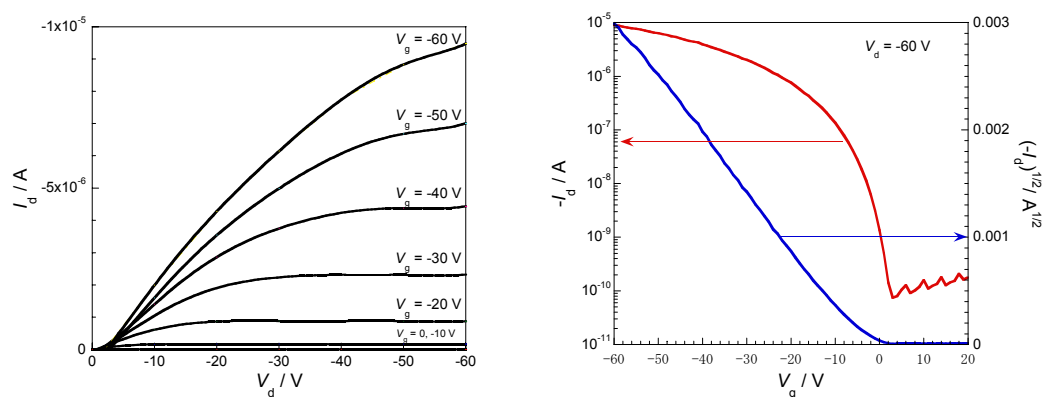 -1x10-5
-5x10-6
0
Id / A
Vg = -60 V
Vg = -50 V
Vg = -40 V
Vg = -30 V
Vg = -20 V
Vg = 0, -10 V
0 -10 -20 -30 -40 -50 -60
Vd / V
10-5
10-6
10-7
10-8
10-9
10-10
10-11
-Id / A
Vd = -60 V
0.003
0.002
0.001
0
(-Id)1/2 / A1/2
-60 -50 -40 -30 -20 -10 0 10 20
Vg / V